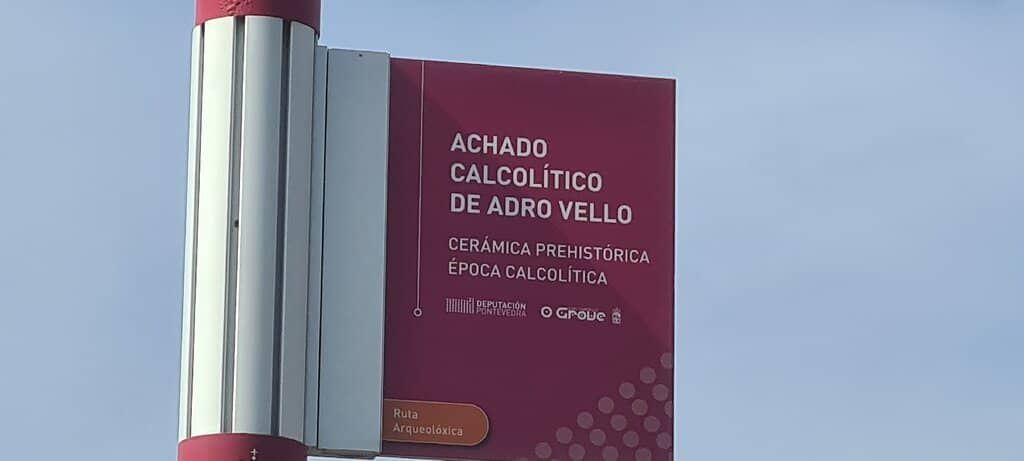 ACHADO
CALCOLÍTICO
DE ADRO VELLO
CERÁMICA PREHISTÓRICA
ÉPOCA CALCOLÍTICA
DEPUTACIÓN
PONTEVEDRA
O Grove
Ruta
Arqueolóxica